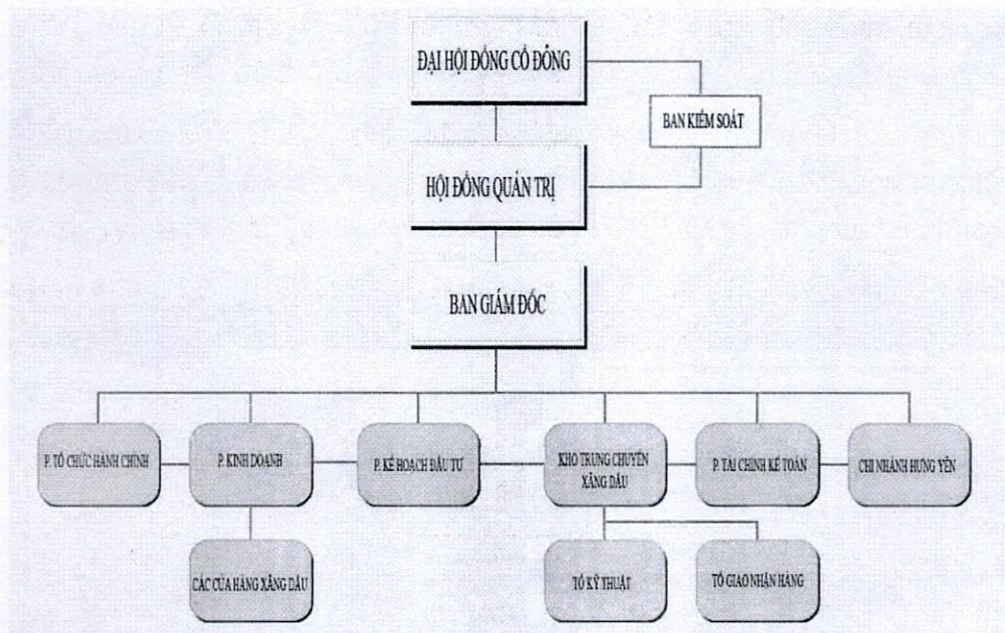 ĐẠI HỘI ĐỒNG CỔ ĐÔNG
BAN KIỂM SOÁT
HỘI ĐỒNG QUẢN TRỊ
BAN GIÁM ĐỐC
P. TỔ CHỨC HÀNH CHÍNH
P. KINH DOANH
P. KẾ HOẠCH ĐẦU TƯ
KHO TRUNG CHUYỂN
XĂNG DẦU
P. TÀI CHÍNH KẾ TOÁN
CHI NHÁNH HƯNG YÊN
CÁC CỬA HÀNG XĂNG DẦU
TỔ KỸ THUẬT
TỔ GIAO NHẬN HÀNG